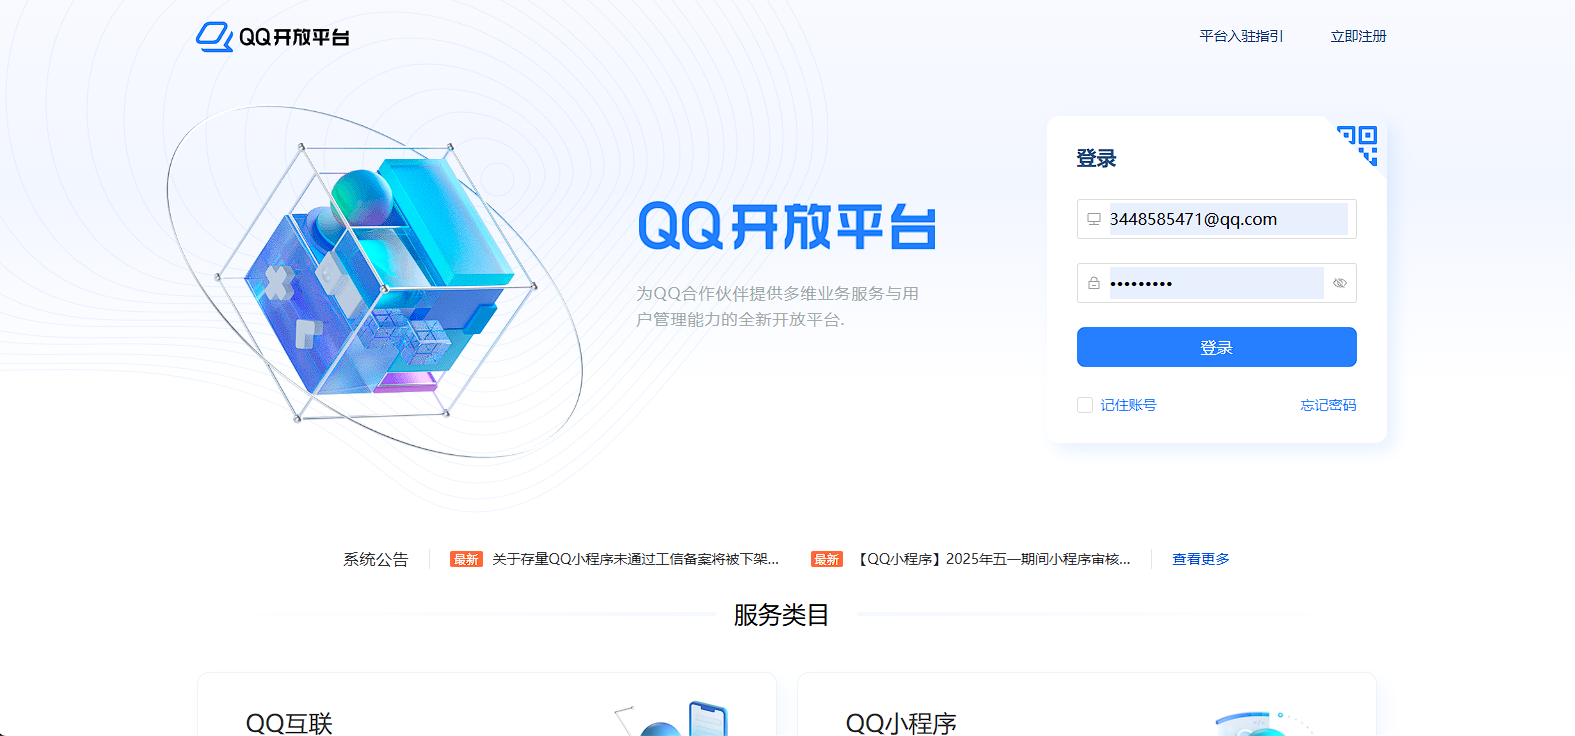 QQ开放平台
平台入驻指引
立即注册
登录
3448585471@qq.com
•••••••••
登录
记住账号
忘记密码
QQ开放平台
为QQ合作伙伴提供多维业务服务与用
户管理能力的全新开放平台.
系统公告
最新 关于存量QQ小程序未通过工信备案将被下架...
最新 【QQ小程序】2025年五一期间小程序审核...
查看更多
服务类目
QQ互联
QQ小程序